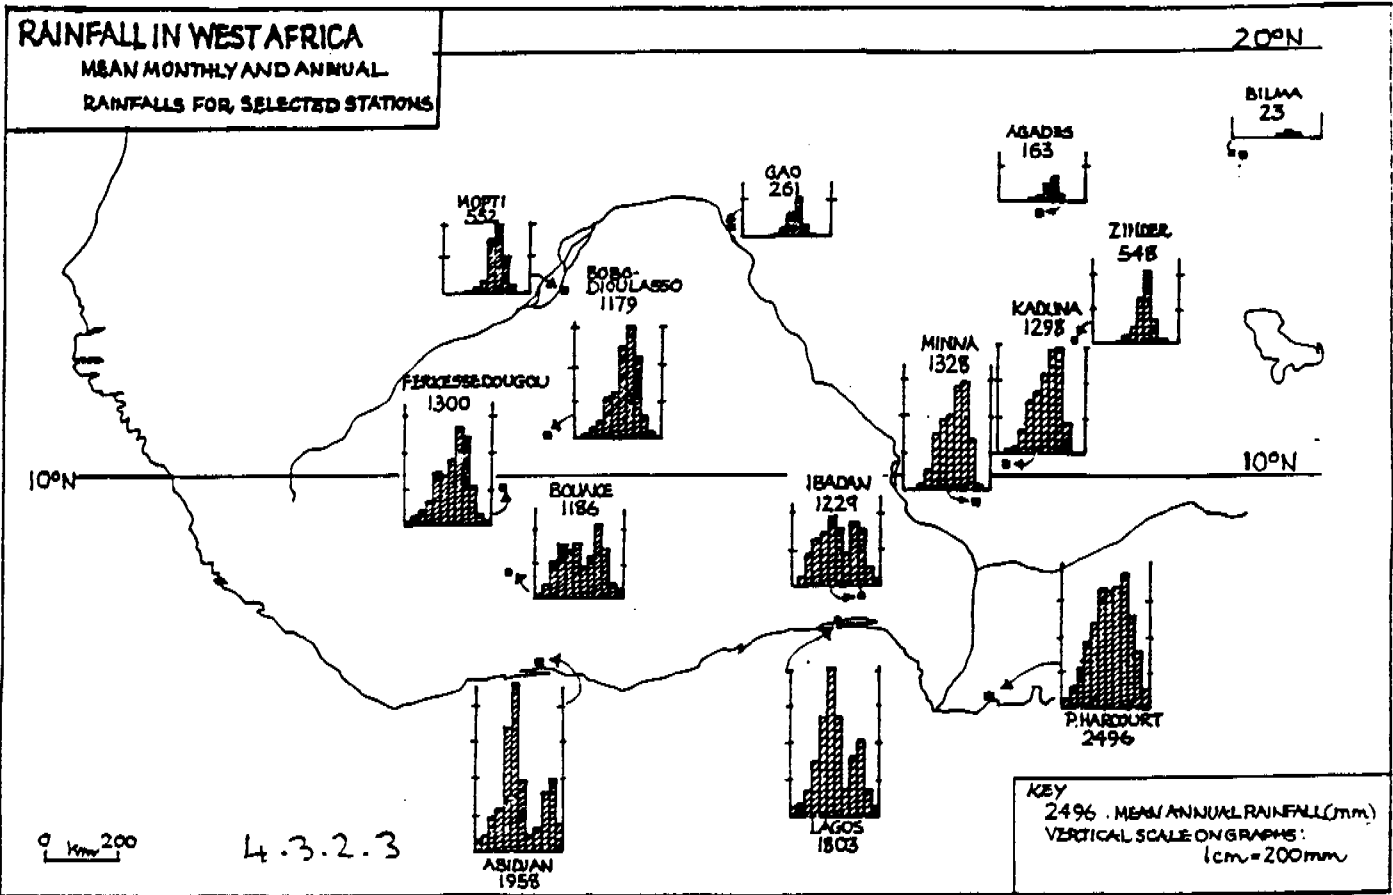 RAINFALL IN WEST AFRICA
MEAN MONTHLY AND ANNUAL
RAINFALLS FOR SELECTED STATIONS
20°N
BILMA
23
AGADES
163
GAO
261
MOPTI
552
ZINDER
548
BOBO-
DIOULASSO
1179
KADUNA
1298
MINNA
1328
FERKESSEDOUGOU
1300
10°N
10°N
IBADAN
1229
BOUAKE
1186
P.HARCOURT
2496
LAGOS
1803
ABIDJAN
1958
0 km 200
4.3.2.3
KEY
2496 . MEAN ANNUAL RAINFALL (mm)
VERTICAL SCALE ON GRAPHS:
1cm = 200mm